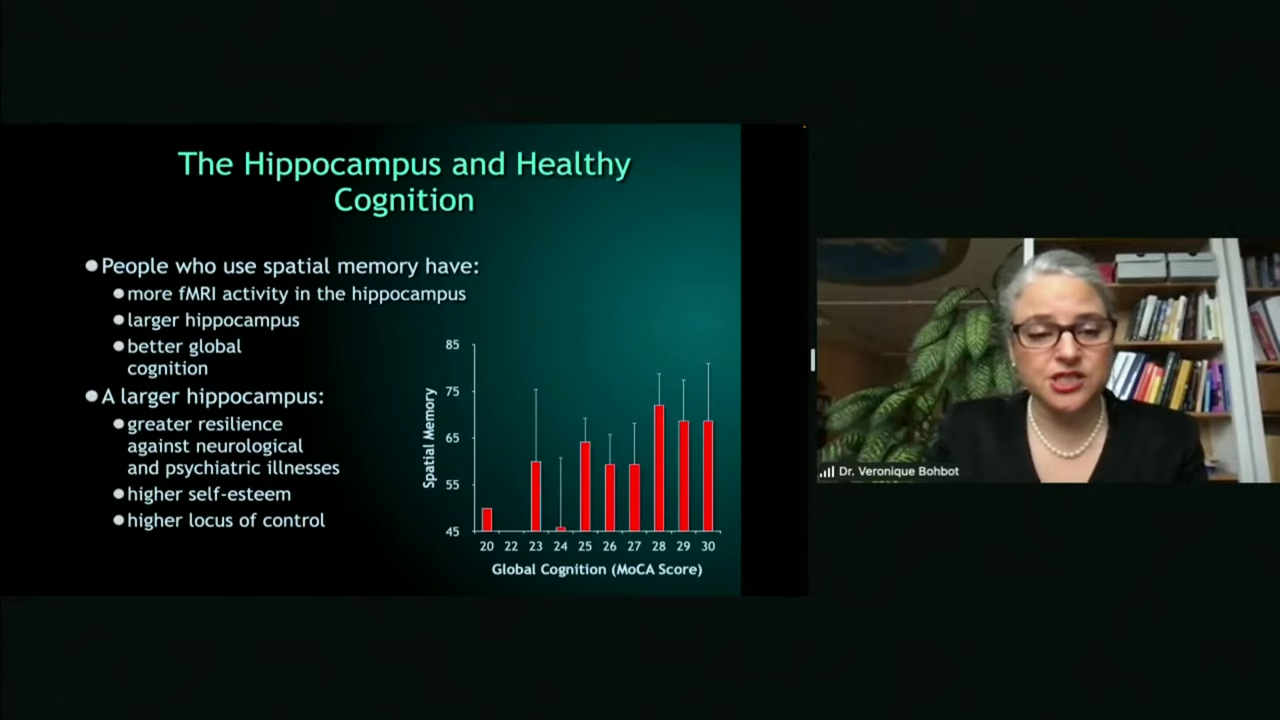 The Hippocampus and Healthy
Cognition
People who use spatial memory have:
more fMRI activity in the hippocampus
larger hippocampus
better global
cognition
A larger hippocampus:
greater resilience
against neurological
and psychiatric illnesses
higher self-esteem
higher locus of control
85
75
65
55
45
Spatial Memory
20 22 23 24 25 26 27 28 29 30
Global Cognition (MoCA Score)
Dr. Veronique Bohbot